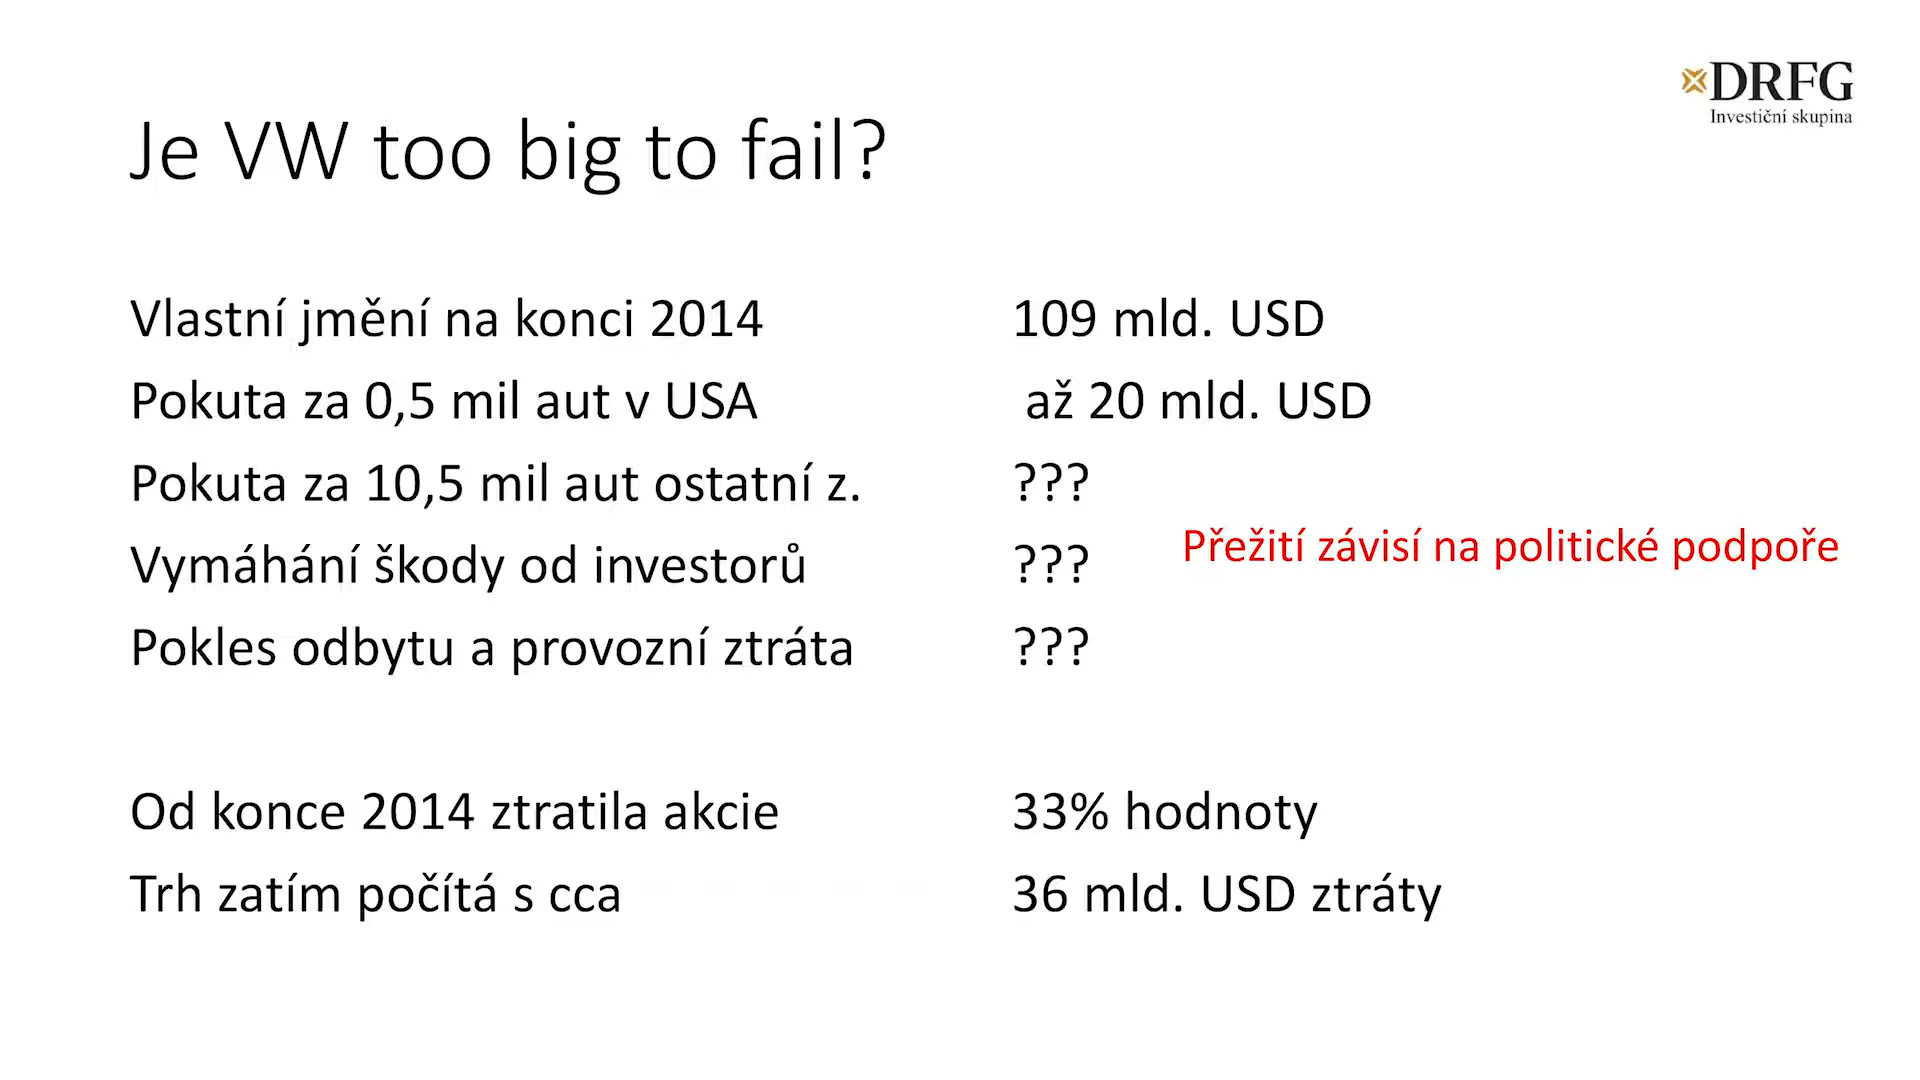 DRFG
Investiční skupina
Je VW too big to fail?
Vlastní jmění na konci 2014 109 mld. USD
Pokuta za 0,5 mil aut v USA až 20 mld. USD
Pokuta za 10,5 mil aut ostatní z. ???
Vymáhání škody od investorů ???
Přežití závisí na politické podpoře
Pokles odbytu a provozní ztráta ???
Od konce 2014 ztratila akcie 33% hodnoty
Trh zatím počítá s cca 36 mld. USD ztráty